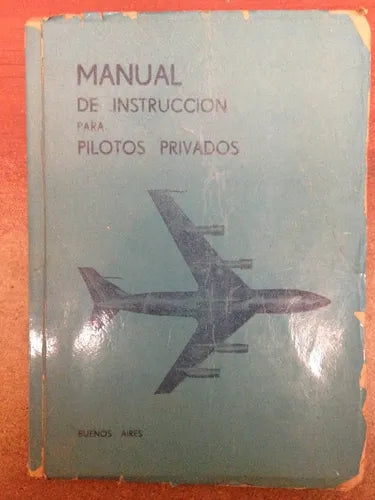 MANUAL
DE INSTRUCCION
PARA
PILOTOS PRIVADOS
BUENOS AIRES